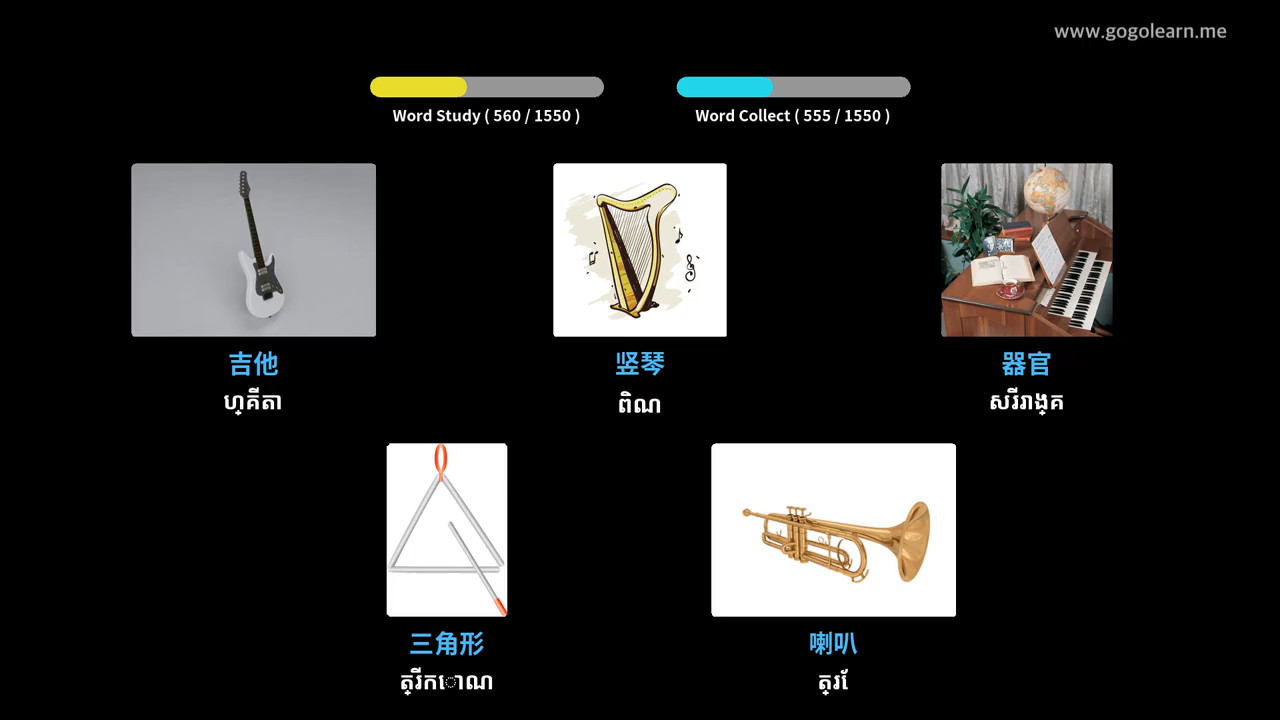 www.gogolearn.me
Word Study ( 560 / 1550 )
Word Collect ( 555 / 1550 )
吉他
ហ្គីតា
竖琴
ពិណ
器官
សរីរាង្គ
三角形
ត្រីកោណ
喇叭
ត្រែ